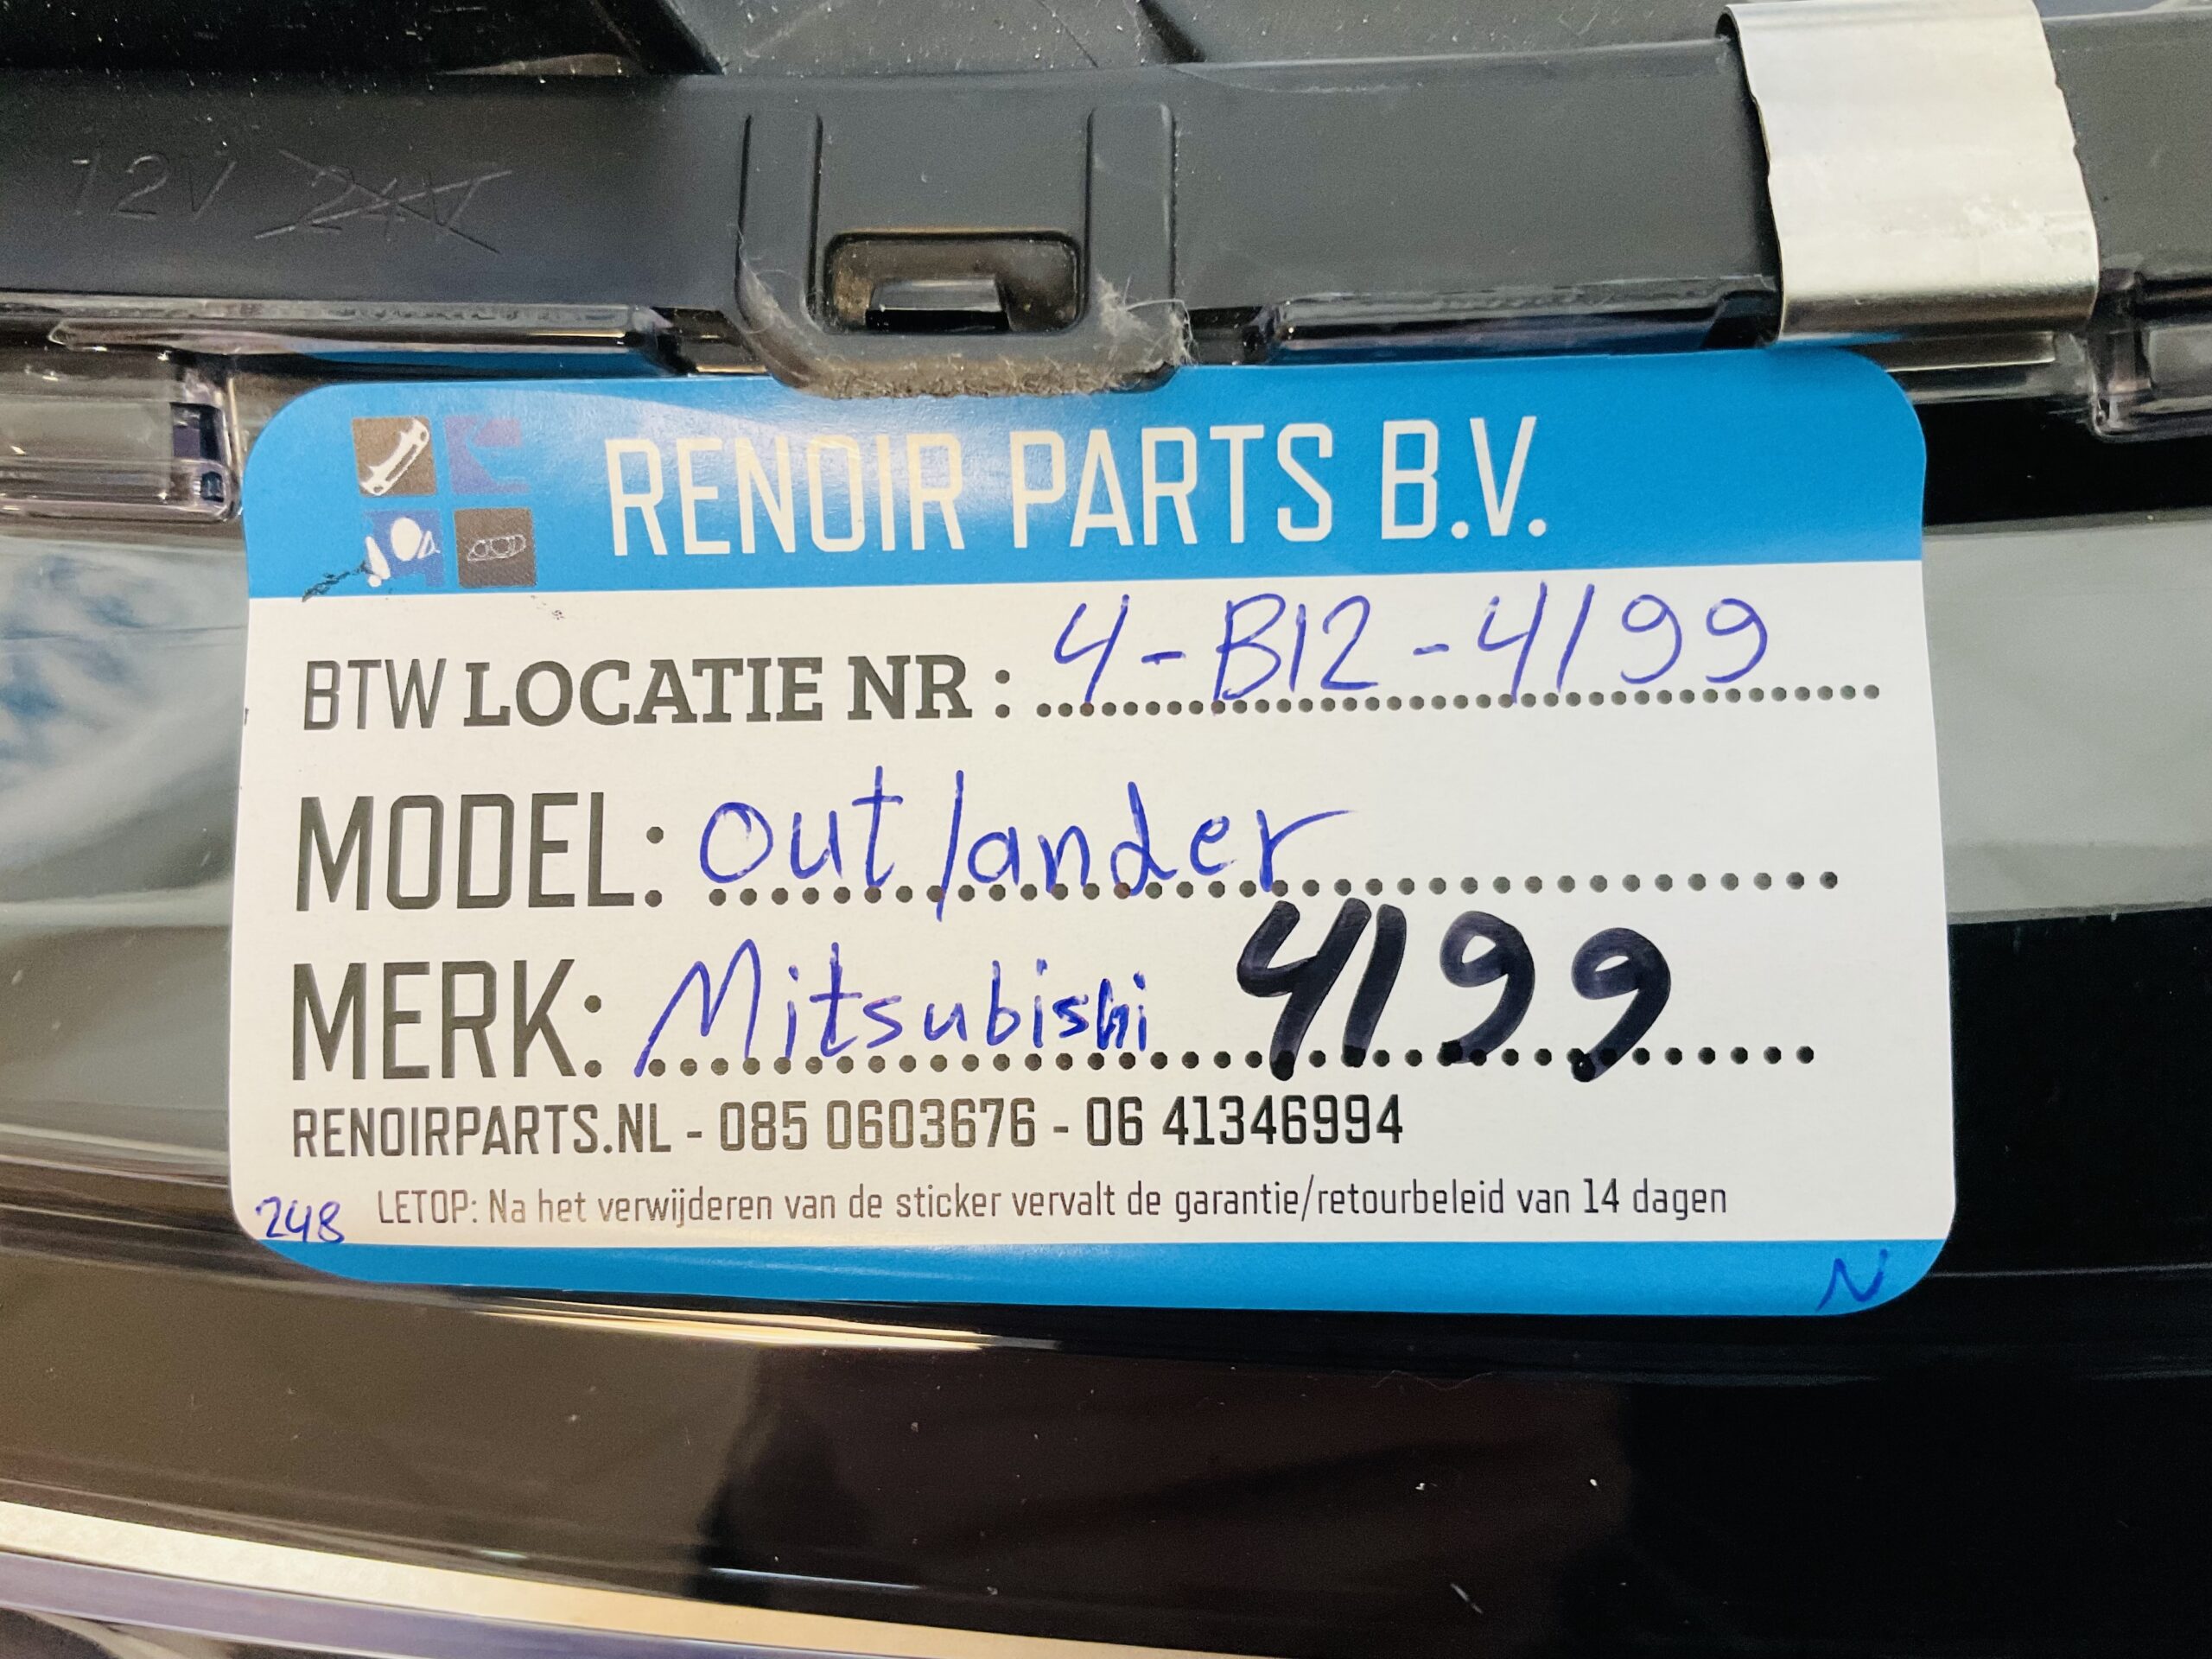 12V 24V
RENOIR PARTS B.V.
BTW LOCATIE NR : 4-B12-4199
MODEL: outlander
MERK: Mitsubishi 4199
RENOIRPARTS.NL - 085 0603676 - 06 41346994
248 LETOP: Na het verwijderen van de sticker vervalt de garantie/retourbeleid van 14 dagen
N